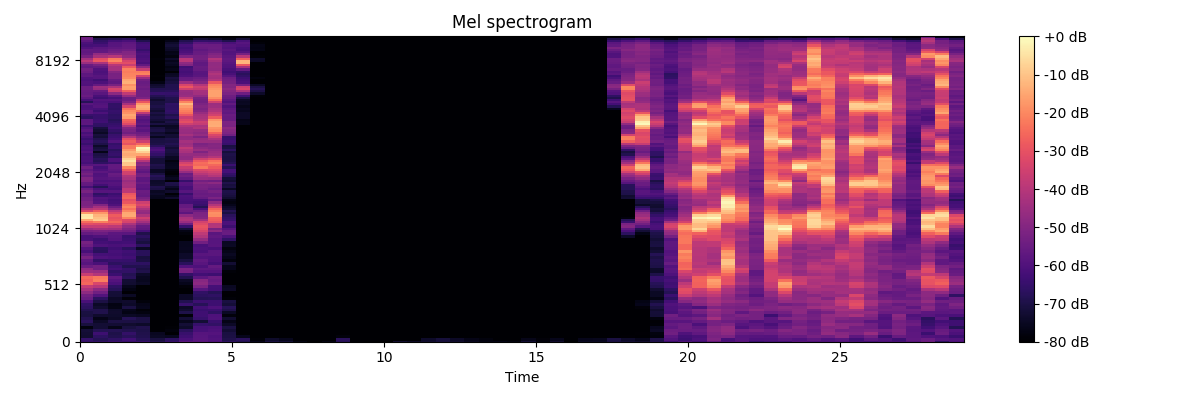 Mel spectrogram
8192
4096
2048
1024
512
0
Hz
0 5 10 15 20 25
Time
+0 dB
-10 dB
-20 dB
-30 dB
-40 dB
-50 dB
-60 dB
-70 dB
-80 dB